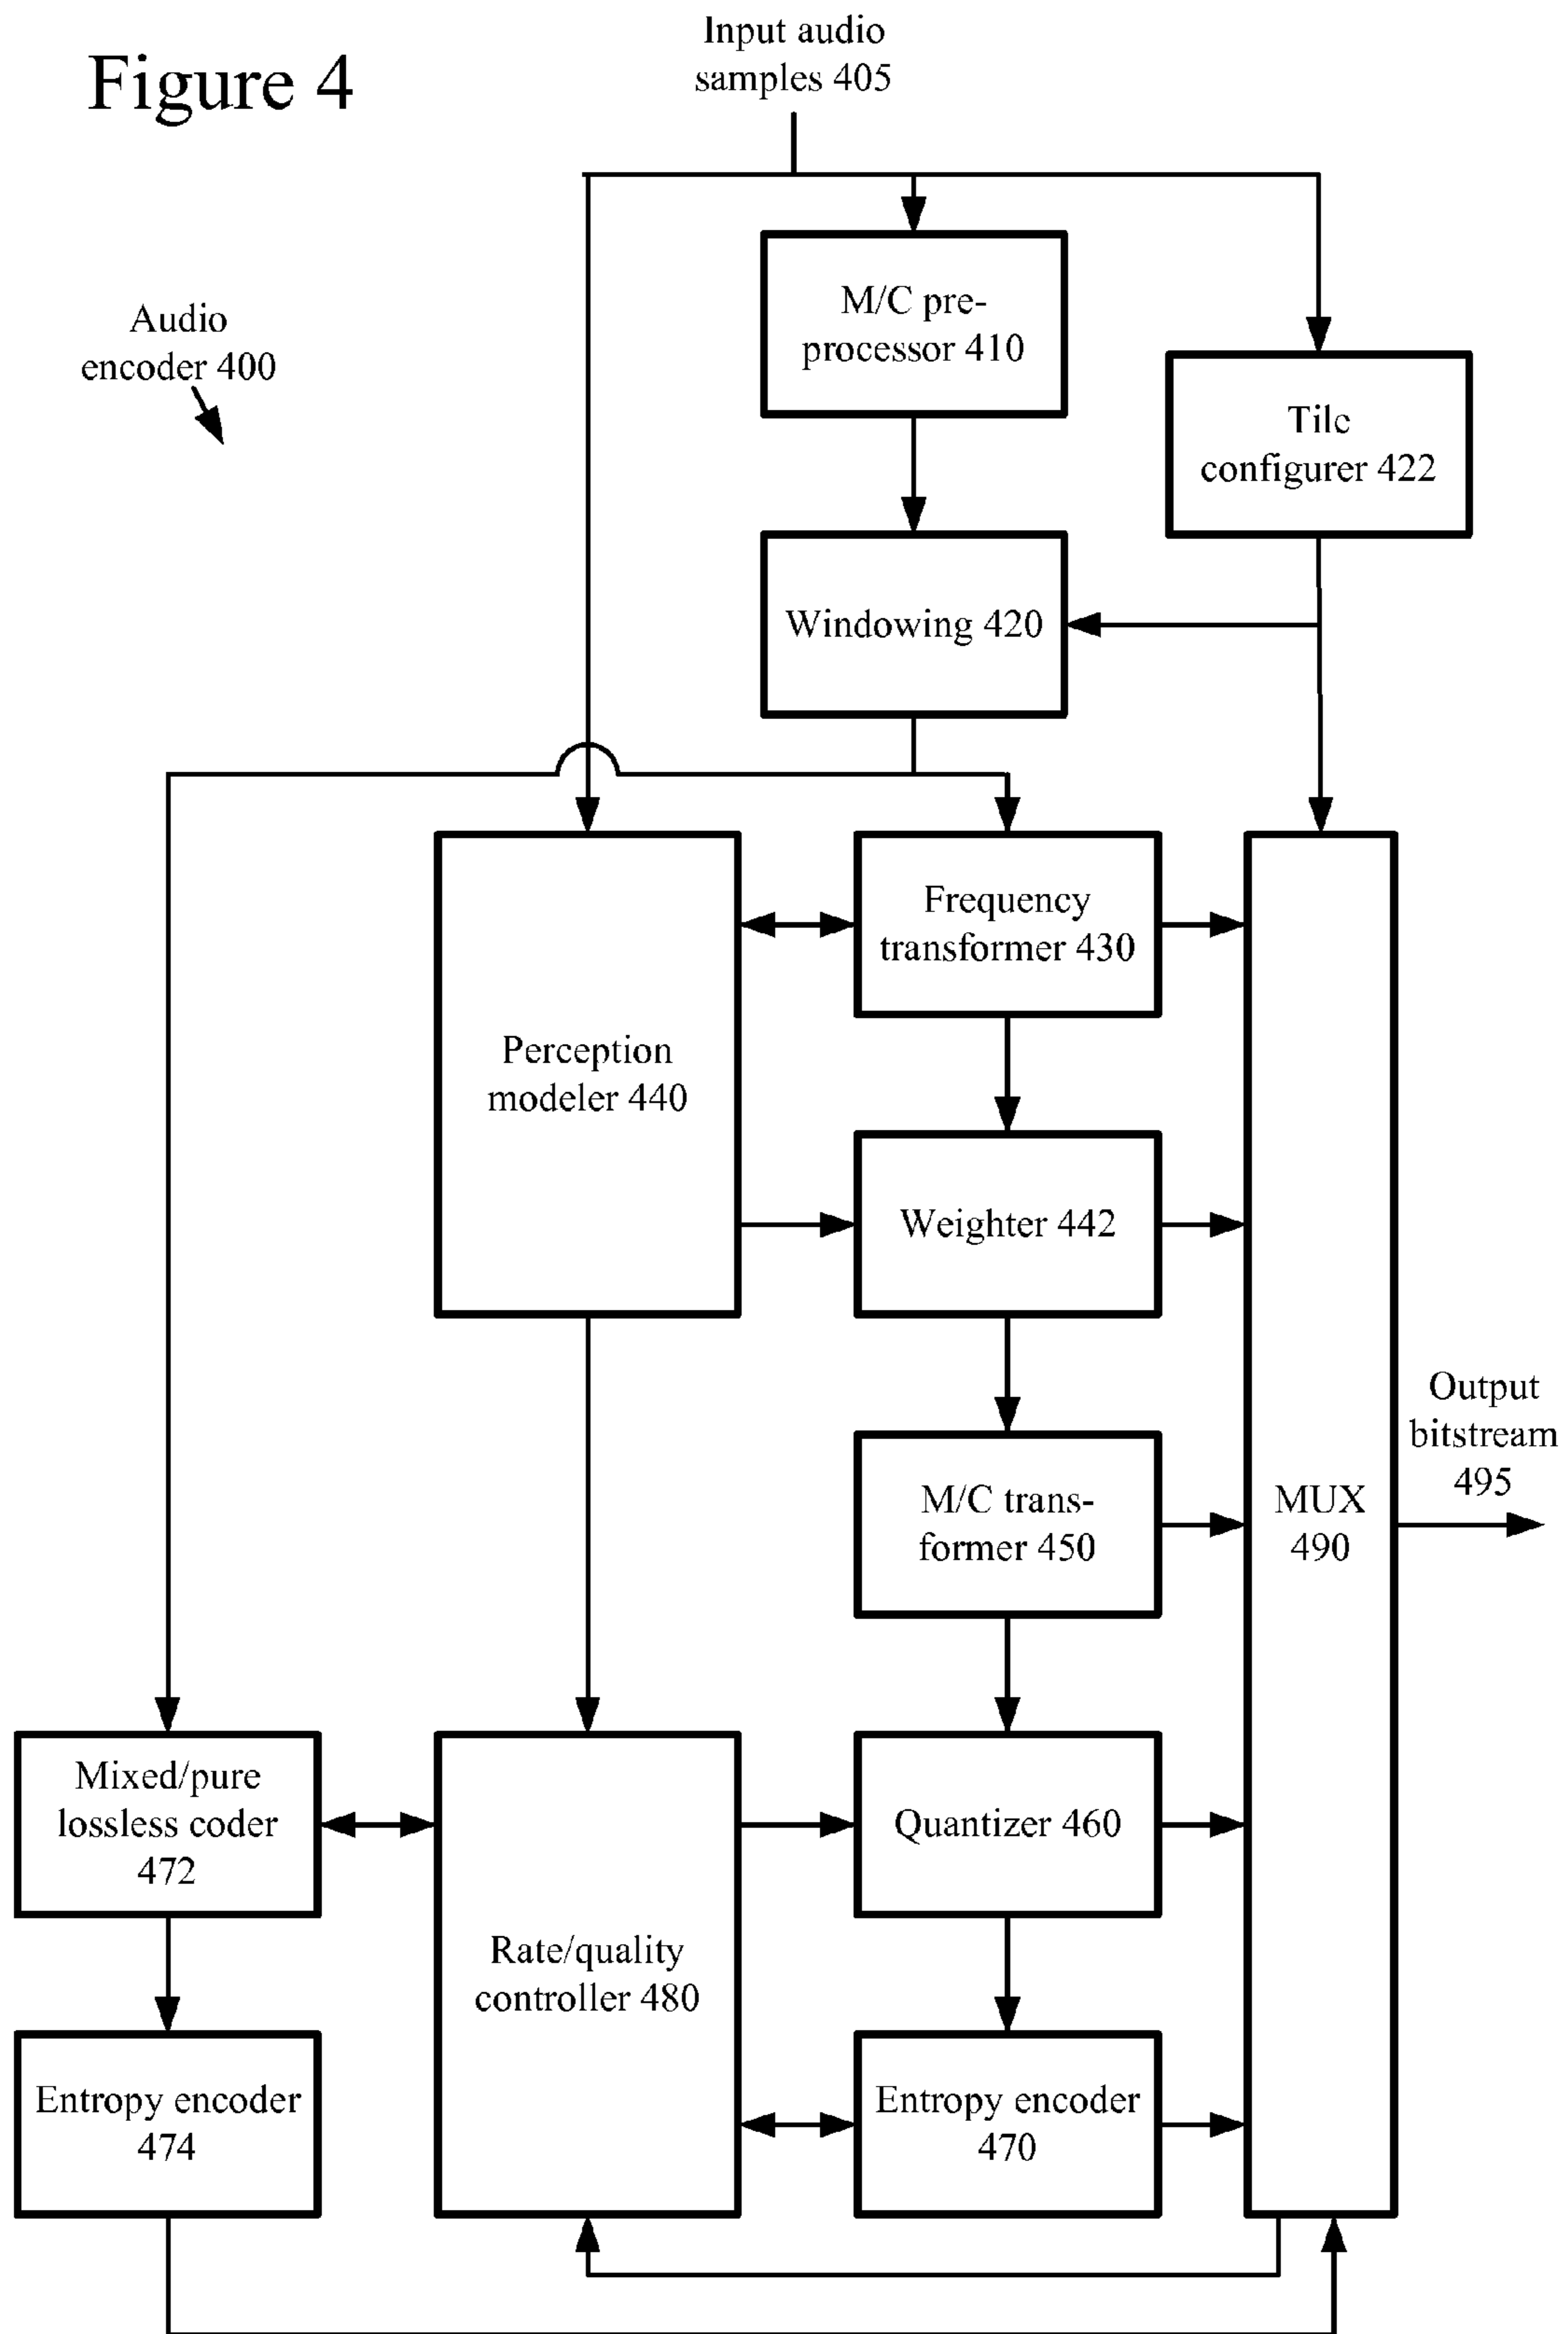 Figure 4
Input audio
samples 405
Audio
encoder 400
M/C pre-
processor 410
Tile
configurer 422
Windowing 420
Frequency
transformer 430
Perception
modeler 440
Weighter 442
Output
bitstream
495
M/C trans-
former 450
MUX
490
Mixed/pure
lossless coder
472
Quantizer 460
Rate/quality
controller 480
Entropy encoder
474
Entropy encoder
470